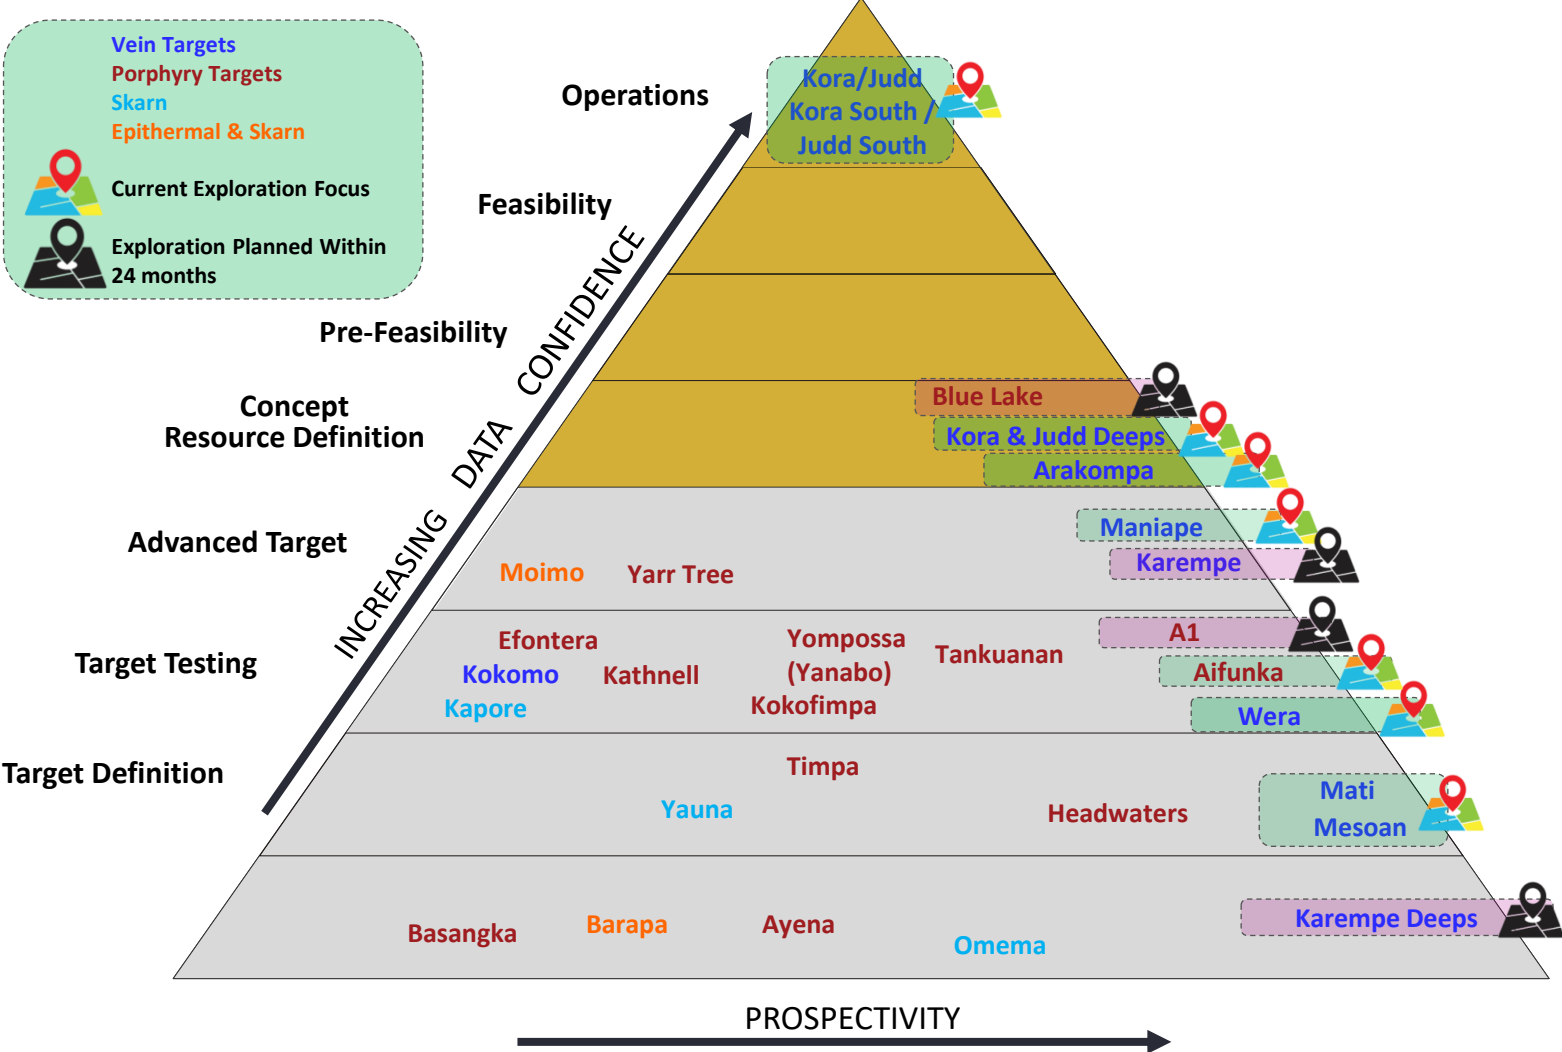 Vein Targets
Porphyry Targets
Skarn
Epithermal & Skarn
Current Exploration Focus
Exploration Planned Within
24 months
Operations
Kora/Judd
Kora South /
Judd South
Feasibility
Pre-Feasibility
Concept
Resource Definition
Blue Lake
Kora & Judd Deeps
Arakompa
Advanced Target
Maniape
Karempe
Moimo
Yarr Tree
Target Testing
Efontera
Kokomo
Kapore
Kathnell
Yompossa
(Yanabo)
Kokofimpa
Tankuanan
A1
Aifunka
Wera
Target Definition
Timpa
Yauna
Headwaters
Mati
Mesoan
Basangka
Barapa
Ayena
Omema
Karempe Deeps
INCREASING DATA CONFIDENCE
PROSPECTIVITY